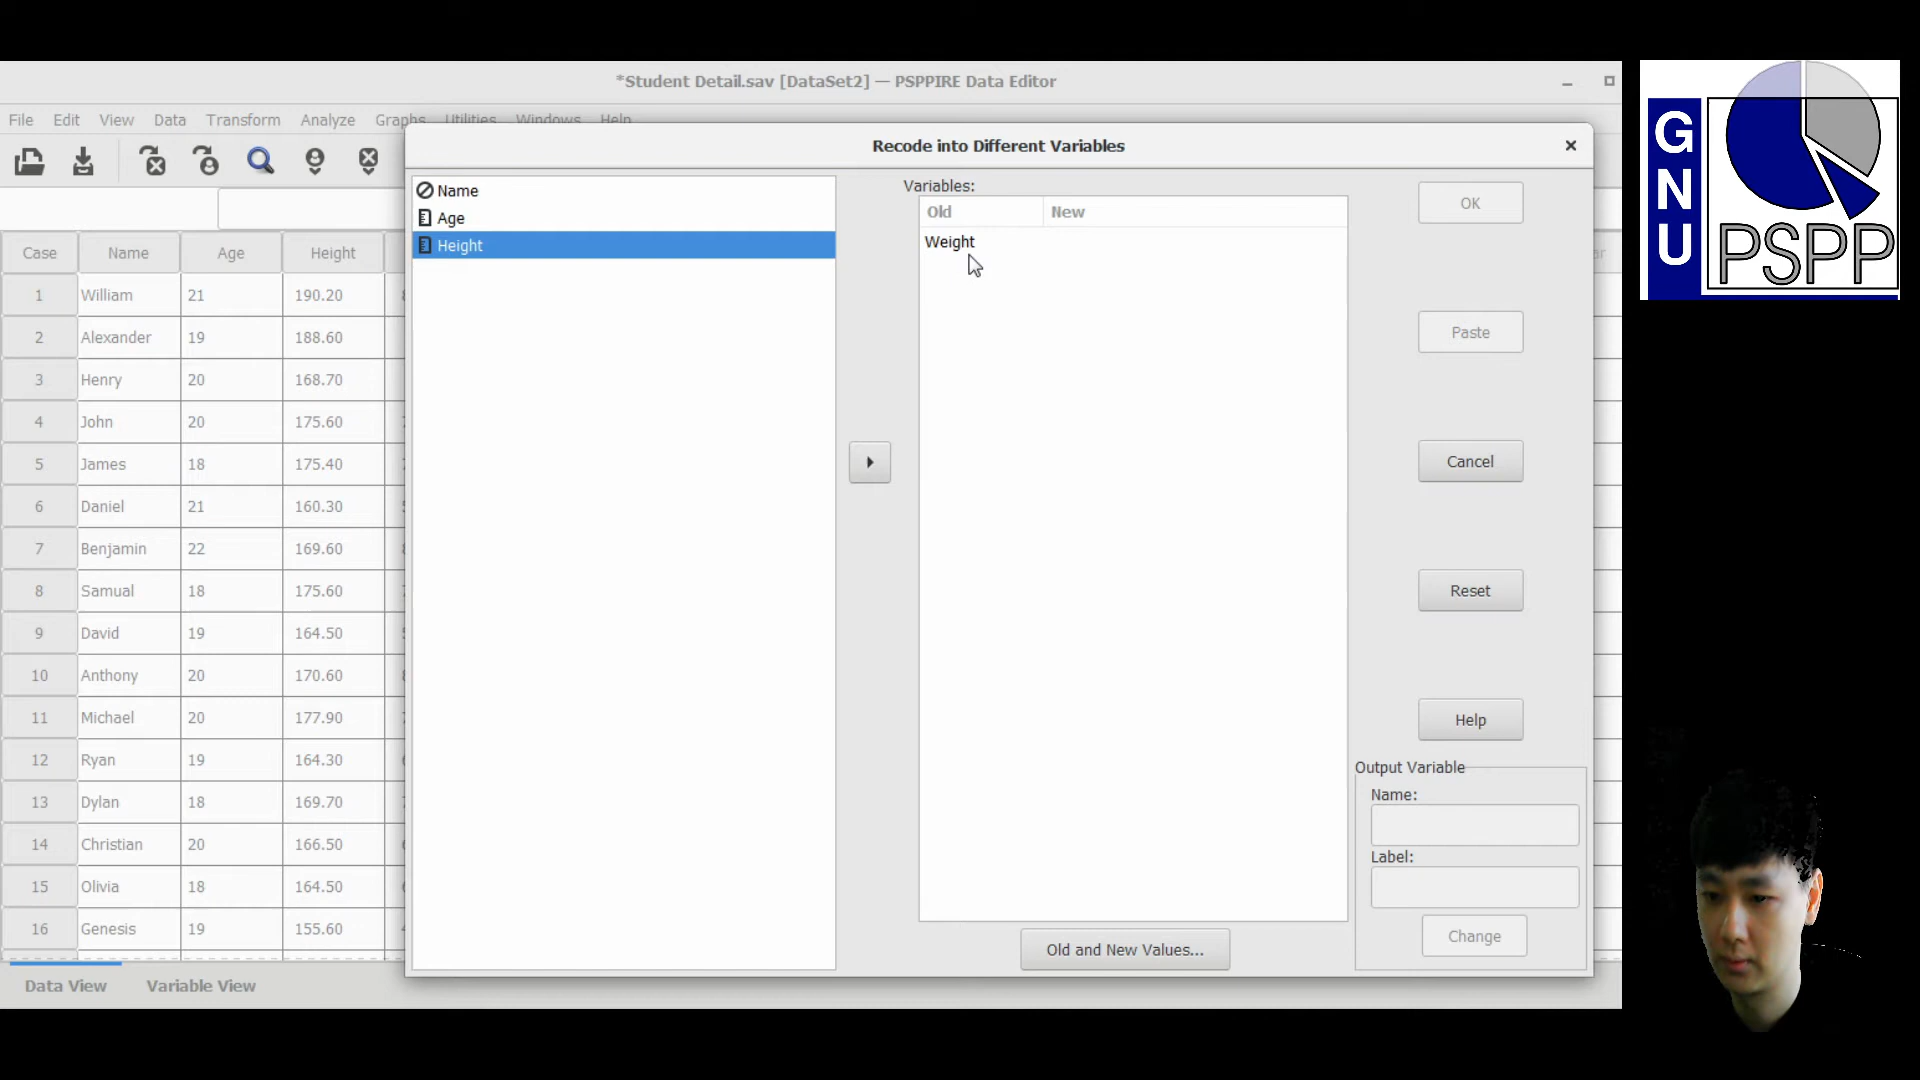 *Student Detail.sav [DataSet2] — PSPPIRE Data Editor
File Edit View Data Transform Analyze Graphs Utilities Windows Help
Recode into Different Variables
Name
Age
Height
Variables:
Old New
Weight
OK
Paste
Cancel
Reset
Help
Output Variable
Name:
Label:
Change
Old and New Values...
Case Name Age Height
1 William 21 190.20
2 Alexander 19 188.60
3 Henry 20 168.70
4 John 20 175.60
5 James 18 175.40
6 Daniel 21 160.30
7 Benjamin 22 169.60
8 Samual 18 175.60
9 David 19 164.50
10 Anthony 20 170.60
11 Michael 20 177.90
12 Ryan 19 164.30
13 Dylan 18 169.70
14 Christian 20 166.50
15 Olivia 18 164.50
16 Genesis 19 155.60
Data View Variable View
GNU
PSPP